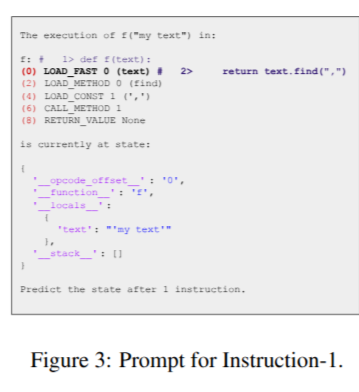 The execution of f("my text") in:
f: #   1> def f(text):
(0) LOAD_FAST 0 (text) #   2>     return text.find(",")
(2) LOAD_METHOD 0 (find)
(4) LOAD_CONST 1 (',')
(6) CALL_METHOD 1
(8) RETURN_VALUE None
is currently at state:
{
  '__opcode_offset__': '0',
  '__function__': 'f',
  '__locals__':
    {
      'text': "'my text'"
    },
  '__stack__': []
}
Predict the state after 1 instruction.
Figure 3: Prompt for Instruction-1.